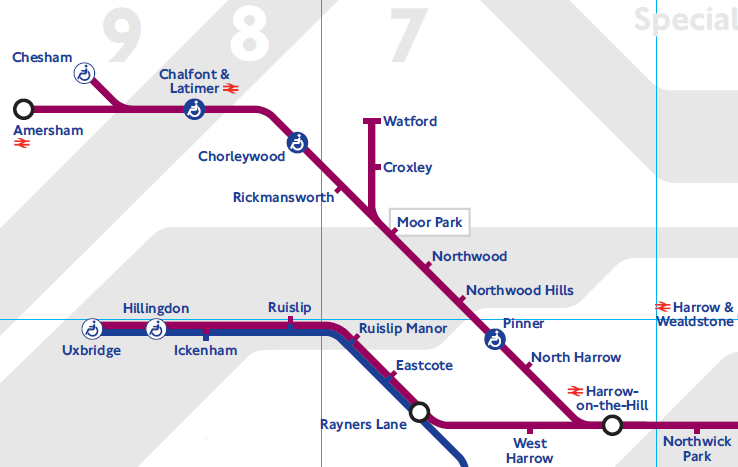 9
8
7
Special
Chesham
Chalfont &
Latimer
Amersham
Watford
Chorleywood
Croxley
Rickmansworth
Moor Park
Northwood
Northwood Hills
Hillingdon
Ruislip
Harrow &
Wealdstone
Pinner
Ruislip Manor
Uxbridge
Ickenham
North Harrow
Eastcote
Harrow-
on-the-Hill
Rayners Lane
West
Harrow
Northwick
Park